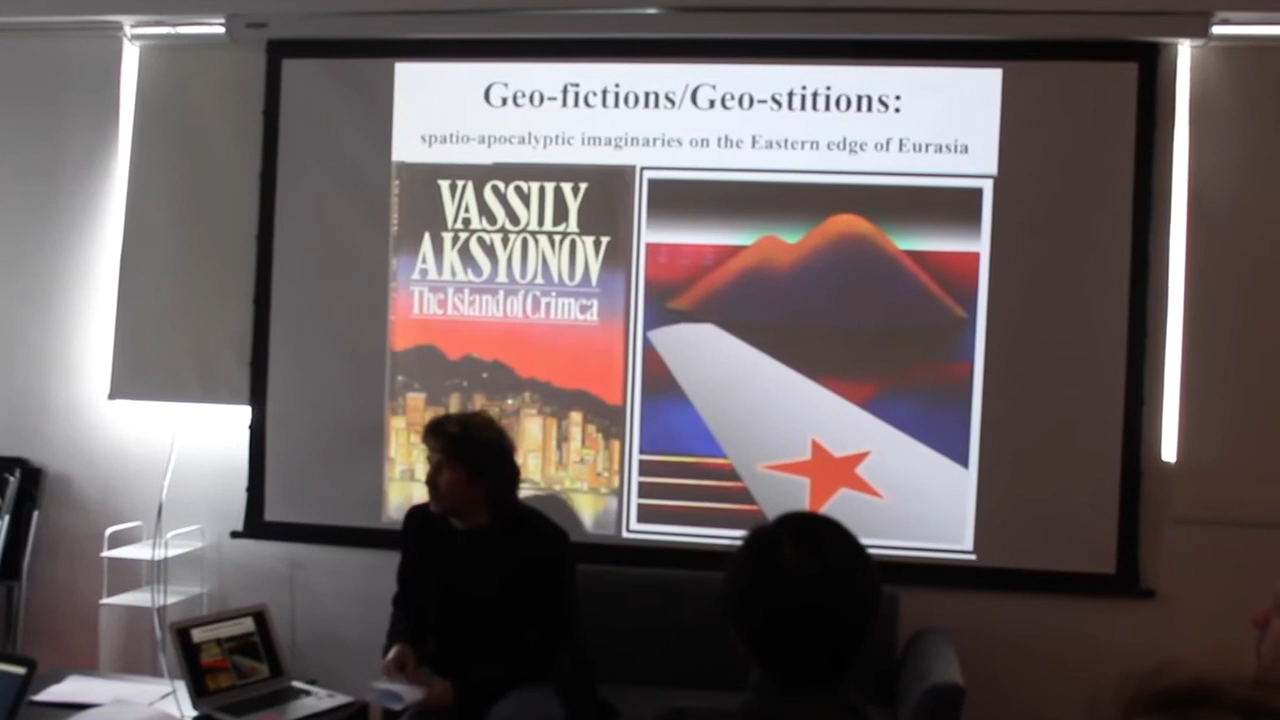 Geo-fictions/Geo-stitions:
spatio-apocalyptic imaginaries on the Eastern edge of Eurasia
VASSILY
AKSYONOV
The Island of Crimea